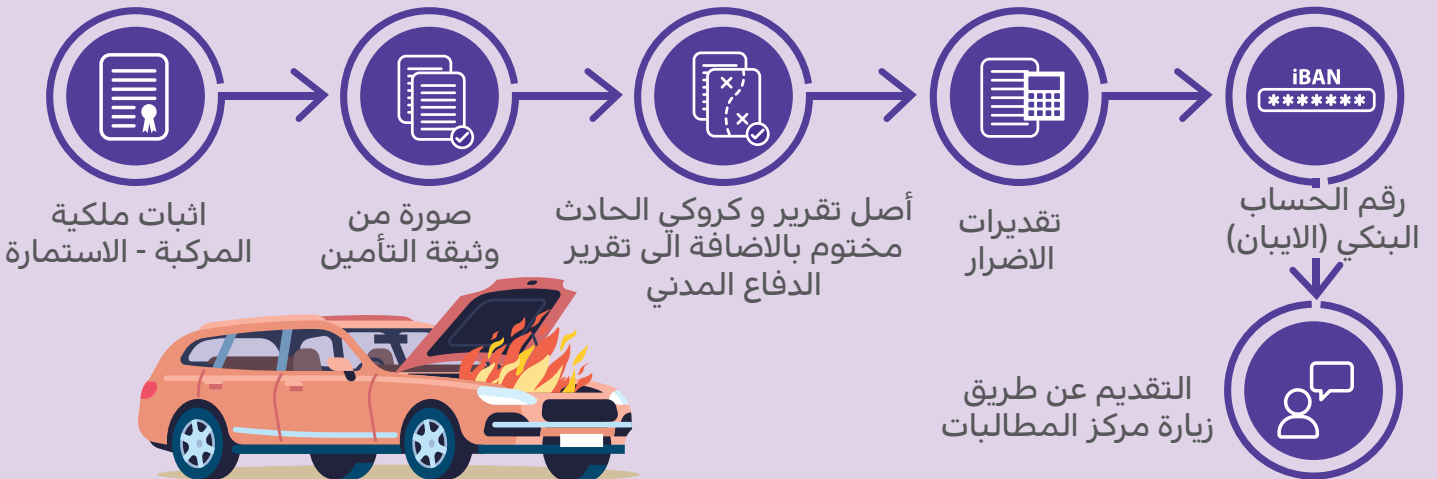 اثبات ملكية
المركبة - الاستمارة
صورة من
وثيقة التأمين
أصل تقرير و كروكي الحادث
مختوم بالاضافة الى تقرير
الدفاع المدني
تقديرات
الاضرار
iBAN
*******
رقم الحساب
البنكي (الايبان)
التقديم عن طريق
زيارة مركز المطالبات